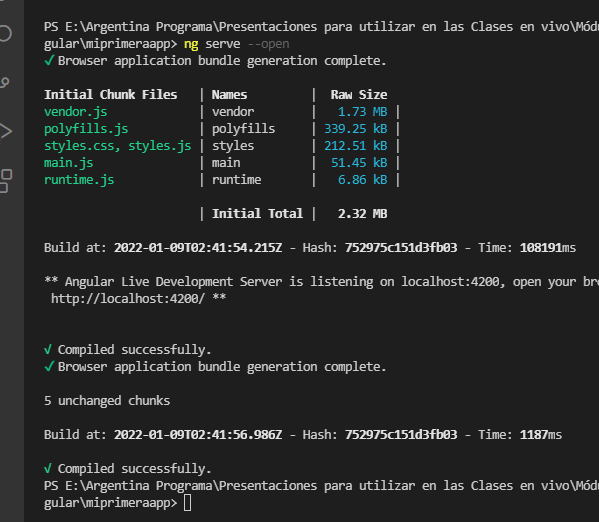 PS E:\Argentina Programa\Presentaciones para utilizar en las Clases en vivo\Mód
gular\miprimeraapp> ng serve --open
✓ Browser application bundle generation complete.
Initial Chunk Files | Names | Raw Size
vendor.js | vendor | 1.73 MB |
polyfills.js | polyfills | 339.25 kB |
styles.css, styles.js | styles | 212.51 kB |
main.js | main | 51.45 kB |
runtime.js | runtime | 6.86 kB |
| Initial Total | 2.32 MB
Build at: 2022-01-09T02:41:54.215Z - Hash: 752975c151d3fb03 - Time: 108191ms
** Angular Live Development Server is listening on localhost:4200, open your bro
http://localhost:4200/ **
√ Compiled successfully.
✓ Browser application bundle generation complete.
5 unchanged chunks
Build at: 2022-01-09T02:41:56.986Z - Hash: 752975c151d3fb03 - Time: 1187ms
√ Compiled successfully.
PS E:\Argentina Programa\Presentaciones para utilizar en las Clases en vivo\Mód
gular\miprimeraapp>